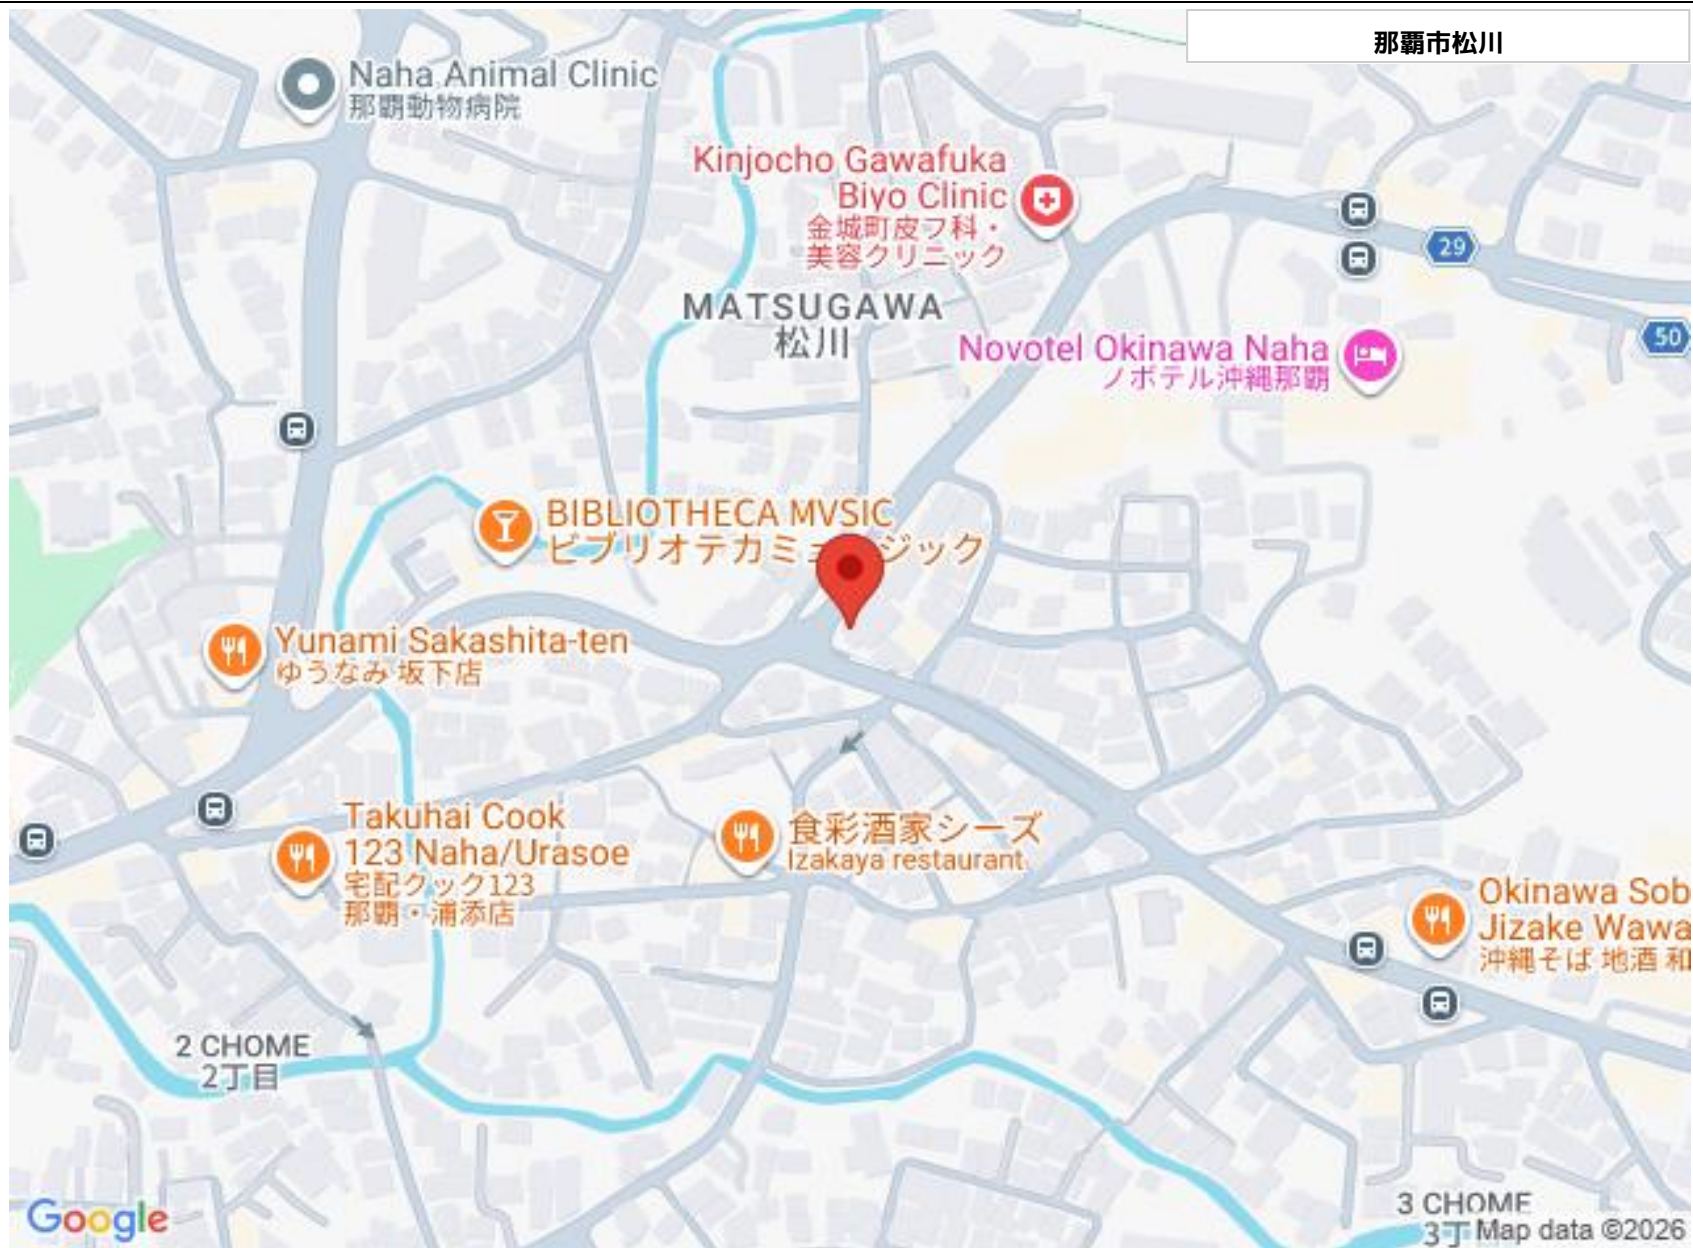 那覇市松川
Naha Animal Clinic
那覇動物病院
Kinjocho Gawafuka
Biyo Clinic
金城町皮フ科・
美容クリニック
29
MATSUGAWA
松川
50
Novotel Okinawa Naha
ノボテル沖縄那覇
BIBLIOTHECA MVSIC
ビブリオテカミュージック
Yunami Sakashita-ten
ゆうなみ 坂下店
Takuhai Cook
123 Naha/Urasoe
宅配クック123
那覇・浦添店
食彩酒家シーズ
Izakaya restaurant
Okinawa Sob
Jizake Wawa
沖縄そば 地酒 和
2 CHOME
2丁目
3 CHOME
3丁
Google
Map data ©2026